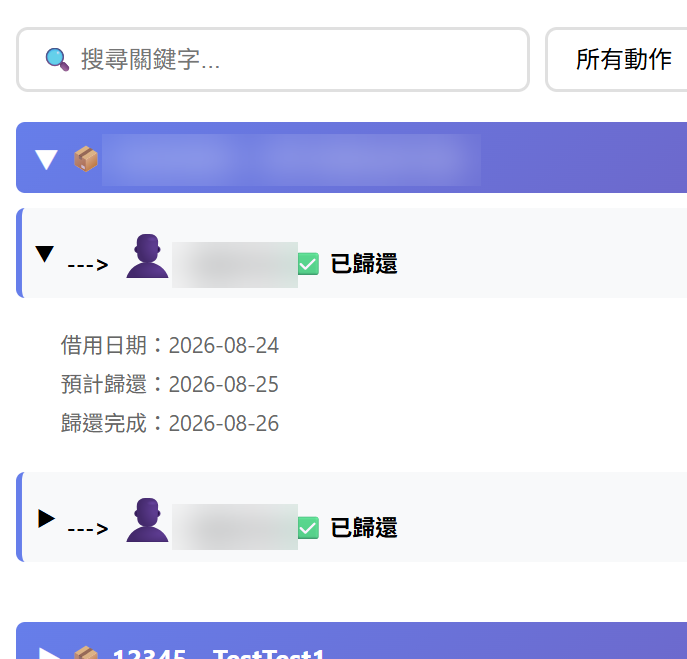 搜尋關鍵字...
所有動作
---> 已歸還
借用日期：2026-08-24
預計歸還：2026-08-25
歸還完成：2026-08-26
---> 已歸還
12345 - TestTest1